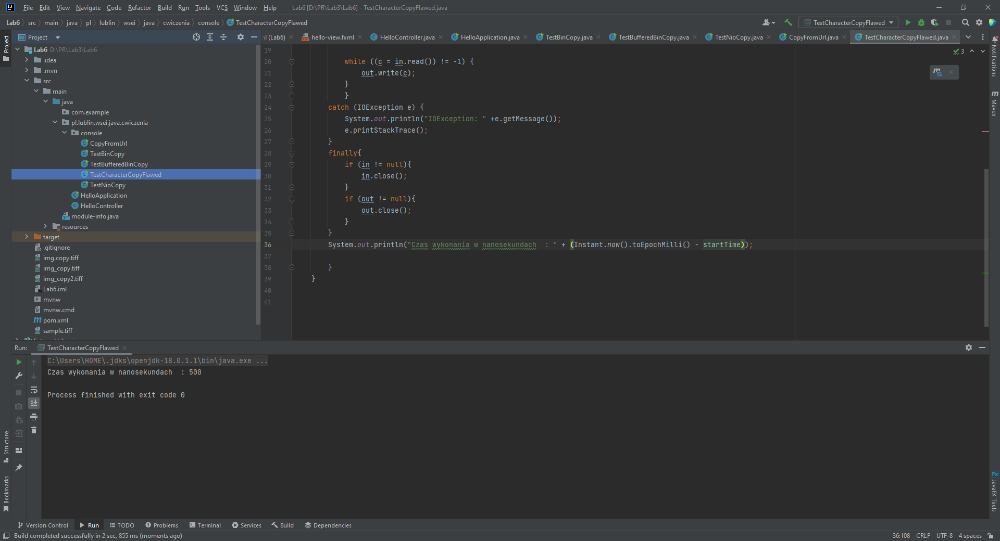 File Edit View Navigate Code Refactor Build Run Tools VCS Window Help Lab6 [D:\PR\Lab3\Lab6] - TestCharacterCopyFlawed.java
Lab6 src main java pl lublin wsei java cwiczenia console TestCharacterCopyFlawed
TestCharacterCopyFlawed
Project
(Lab6) hello-view.fxml HelloController.java HelloApplication.java TestBinCopy.java TestBufferedBinCopy.java TestNioCopy.java CopyFromUrl.java TestCharacterCopyFlawed.java
Project
Lab6 D:\PR\Lab3\Lab6
.idea
.mvn
src
main
java
com.example
pl.lublin.wsei.java.cwiczenia
console
CopyFromUrl
TestBinCopy
TestBufferedBinCopy
TestCharacterCopyFlawed
TestNioCopy
HelloApplication
HelloController
module-info.java
resources
target
.gitignore
img.copy.tiff
img_copy.tiff
img_copy2.tiff
Lab6.iml
mvnw
mvnw.cmd
pom.xml
sample.tiff
3
19
20 while ((c = in.read()) != -1) {
21 out.write(c);
22 }
23 }
24 catch (IOException e) {
25 System.out.println("IOException: " +e.getMessage());
26 e.printStackTrace();
27 }
28 finally{
29 if (in != null){
30 in.close();
31 }
32 if (out != null){
33 out.close();
34 }
35 }
36 System.out.println("Czas wykonania w nanosekundach  : " + (Instant.now().toEpochMilli() - startTime));
37
38 }
39 }
40
41
Notifications
Maven
JavaFX Tools
Run: TestCharacterCopyFlawed
C:\Users\HOME\.jdks\openjdk-18.0.1.1\bin\java.exe ...
Czas wykonania w nanosekundach  : 500
Process finished with exit code 0
Structure
Bookmarks
Version Control Run TODO Problems Terminal Services Build Dependencies
Build completed successfully in 2 sec, 855 ms (moments ago) 36:108 CRLF UTF-8 4 spaces